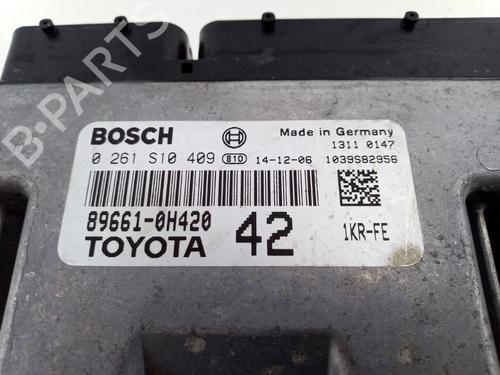 BOSCH
Made in Germany
1311 0147
0 261 S10 409 810 14-12-06 1039S82956
89661-0H420
TOYOTA 42 1KR-FE
B-PARTS